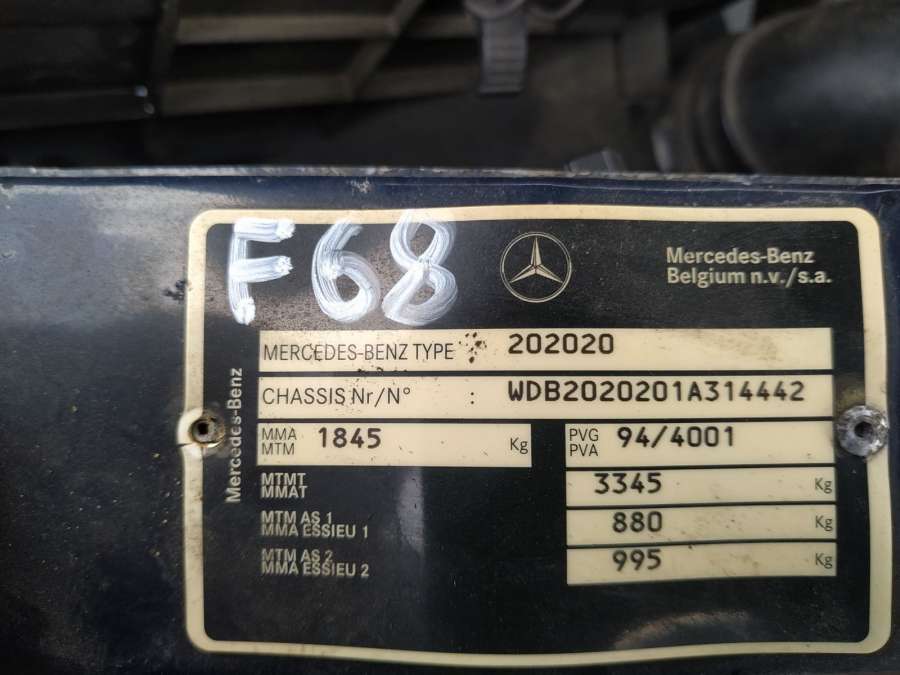 F68
Mercedes-Benz
Belgium n.v./s.a.
Mercedes-Benz
MERCEDES-BENZ TYPE : 202020
CHASSIS Nr/N° : WDB2020201A314442
MMA
MTM 1845 Kg
PVG
PVA 94/4001
MTMT
MMAT 3345 Kg
MTM AS 1
MMA ESSIEU 1 880 Kg
MTM AS 2
MMA ESSIEU 2 995 Kg